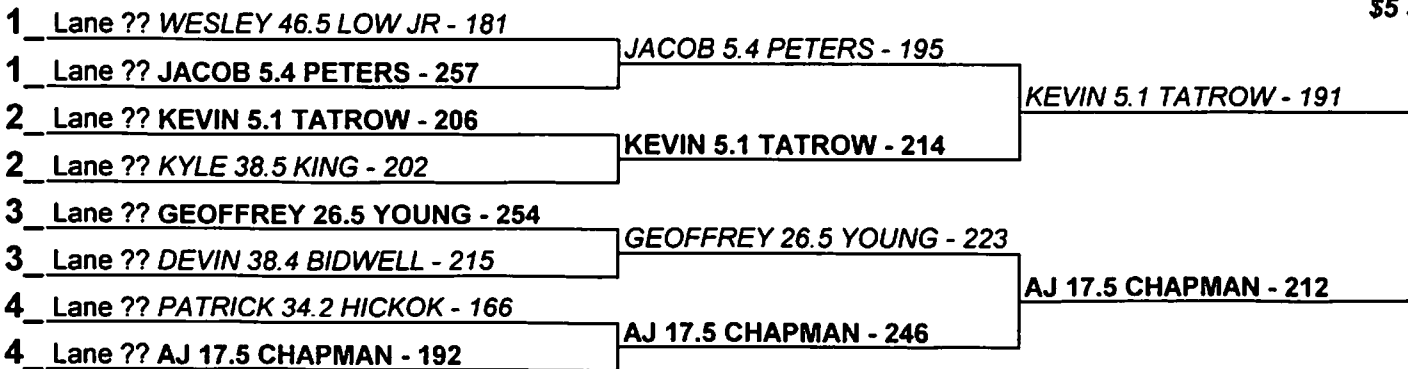 $5
1_ Lane ?? WESLEY 46.5 LOW JR - 181
JACOB 5.4 PETERS - 195
1_ Lane ?? JACOB 5.4 PETERS - 257
KEVIN 5.1 TATROW - 191
2_ Lane ?? KEVIN 5.1 TATROW - 206
KEVIN 5.1 TATROW - 214
2_ Lane ?? KYLE 38.5 KING - 202
3_ Lane ?? GEOFFREY 26.5 YOUNG - 254
GEOFFREY 26.5 YOUNG - 223
3_ Lane ?? DEVIN 38.4 BIDWELL - 215
AJ 17.5 CHAPMAN - 212
4_ Lane ?? PATRICK 34.2 HICKOK - 166
AJ 17.5 CHAPMAN - 246
4_ Lane ?? AJ 17.5 CHAPMAN - 192